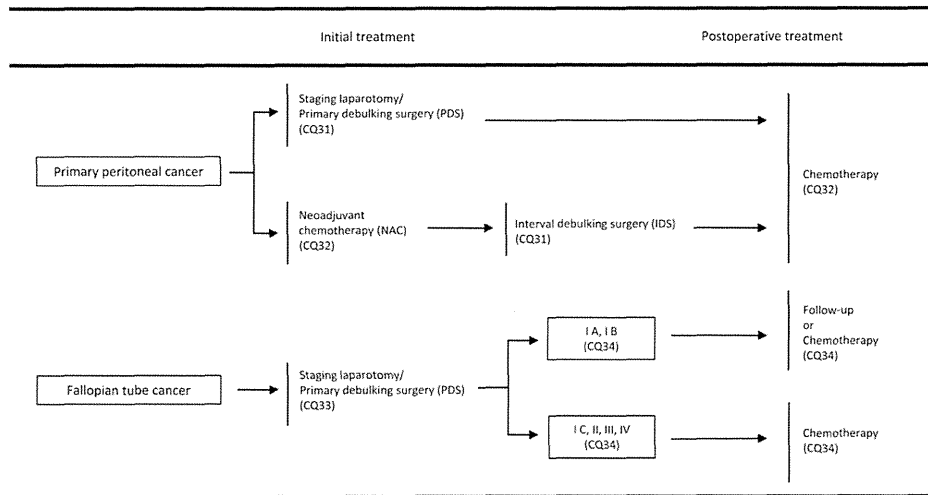 Initial treatment
Postoperative treatment
Staging laparotomy/
Primary debulking surgery (PDS)
(CQ31)
Primary peritoneal cancer
Chemotherapy
(CQ32)
Neoadjuvant
chemotherapy (NAC)
(CQ32)
Interval debulking surgery (IDS)
(CQ31)
I A, I B
(CQ34)
Follow-up
or
Chemotherapy
(CQ34)
Fallopian tube cancer
Staging laparotomy/
Primary debulking surgery (PDS)
(CQ33)
I C, II, III, IV
(CQ34)
Chemotherapy
(CQ34)